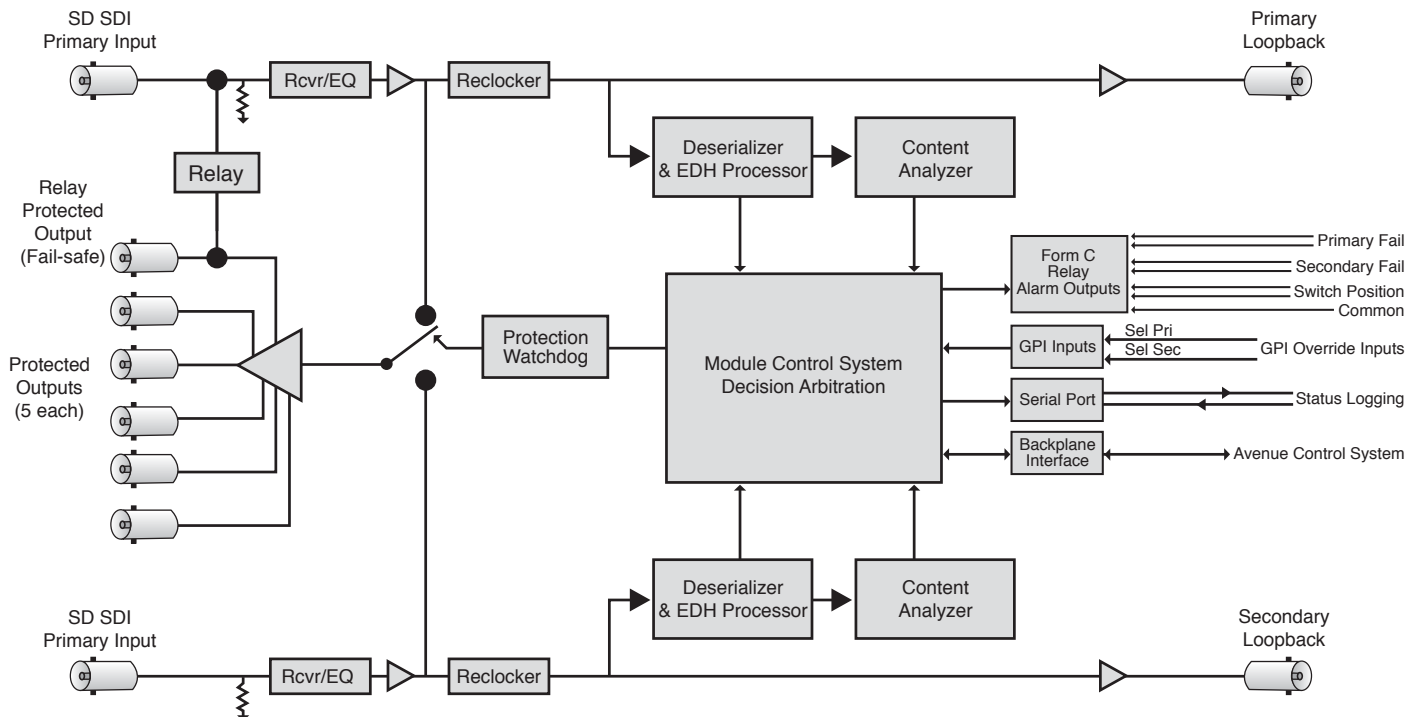 SD SDI
Primary Input
Primary
Loopback
Rcvr/EQ
Reclocker
Deserializer
& EDH Processor
Content
Analyzer
Relay
Relay
Protected
Output
(Fail-safe)
Form C
Relay
Alarm Outputs
Primary Fail
Secondary Fail
Switch Position
Common
Protection
Watchdog
Module Control System
Decision Arbitration
GPI Inputs
Sel Pri
Sel Sec
GPI Override Inputs
Protected
Outputs
(5 each)
Serial Port
Status Logging
Backplane
Interface
Avenue Control System
Deserializer
& EDH Processor
Content
Analyzer
SD SDI
Primary Input
Secondary
Loopback
Rcvr/EQ
Reclocker